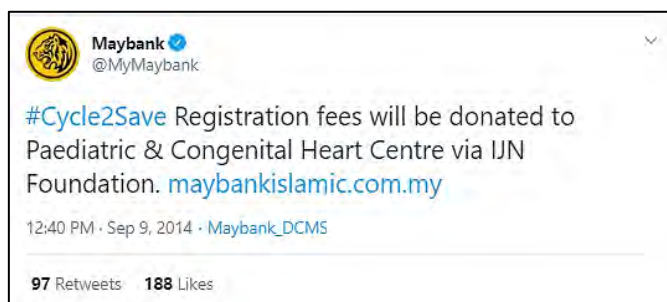 Maybank
@MyMaybank
#Cycle2Save Registration fees will be donated to
Paediatric & Congenital Heart Centre via IJN
Foundation. maybankislamic.com.my
12:40 PM · Sep 9, 2014 · Maybank_DCMS
97 Retweets 188 Likes